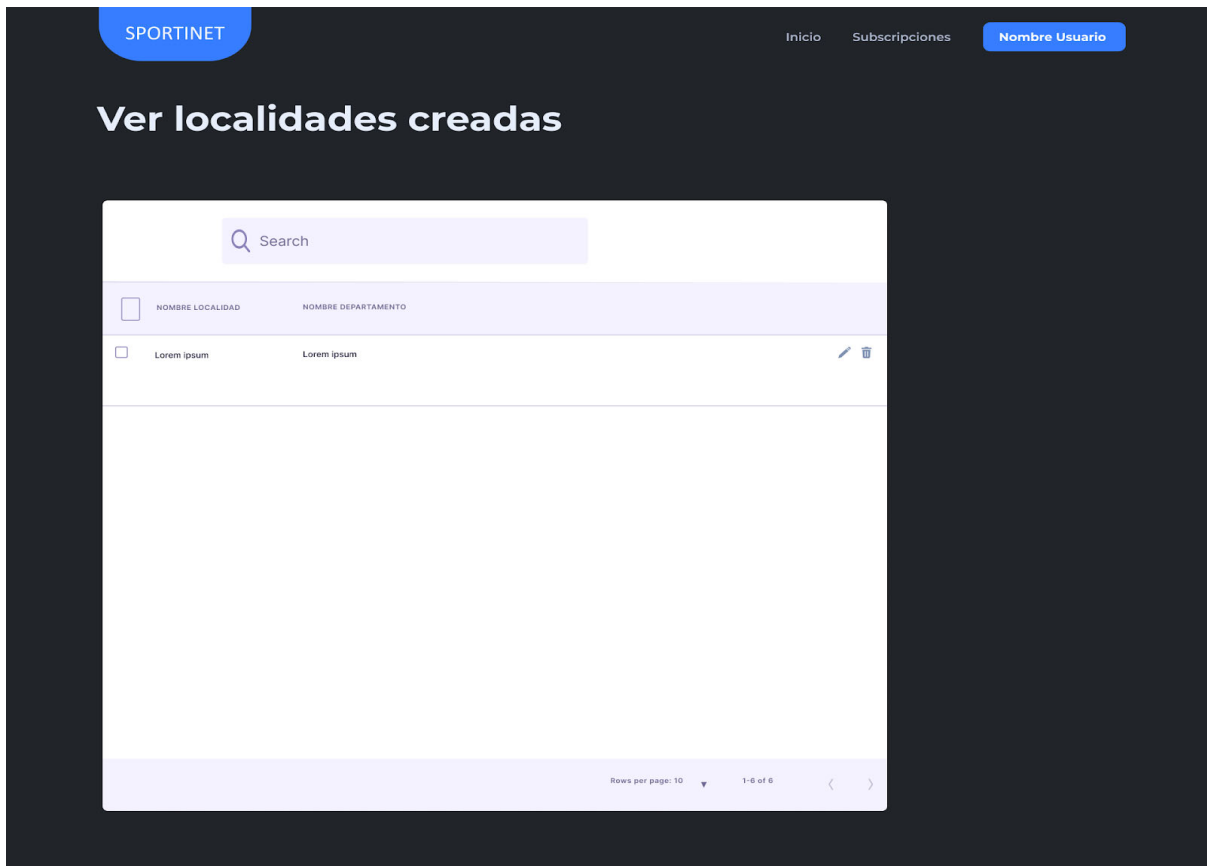 SPORTINET
Inicio Subscripciones Nombre Usuario
Ver localidades creadas
Search
NOMBRE LOCALIDAD NOMBRE DEPARTAMENTO
Lorem ipsum Lorem ipsum
Rows per page: 10 1-6 of 6